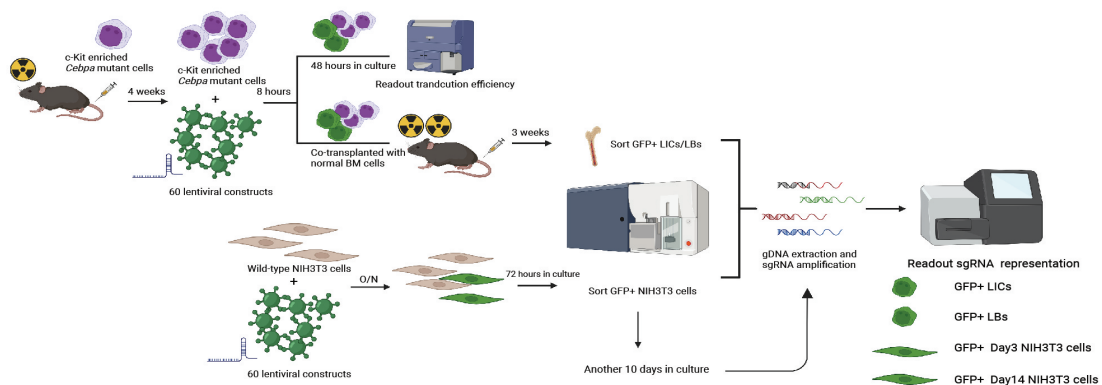 c-Kit enriched
Cebpa mutant cells
4 weeks
c-Kit enriched
Cebpa mutant cells
+
60 lentiviral constructs
8 hours
48 hours in culture
Readout trandcution efficiency
Co-transplanted with
normal BM cells
3 weeks
Sort GFP+ LICs/LBs
Wild-type NIH3T3 cells
+
60 lentiviral constructs
O/N
72 hours in culture
Sort GFP+ NIH3T3 cells
Another 10 days in culture
gDNA extraction and
sgRNA amplification
Readout sgRNA representation
GFP+ LICs
GFP+ LBs
GFP+ Day3 NIH3T3 cells
GFP+ Day14 NIH3T3 cells